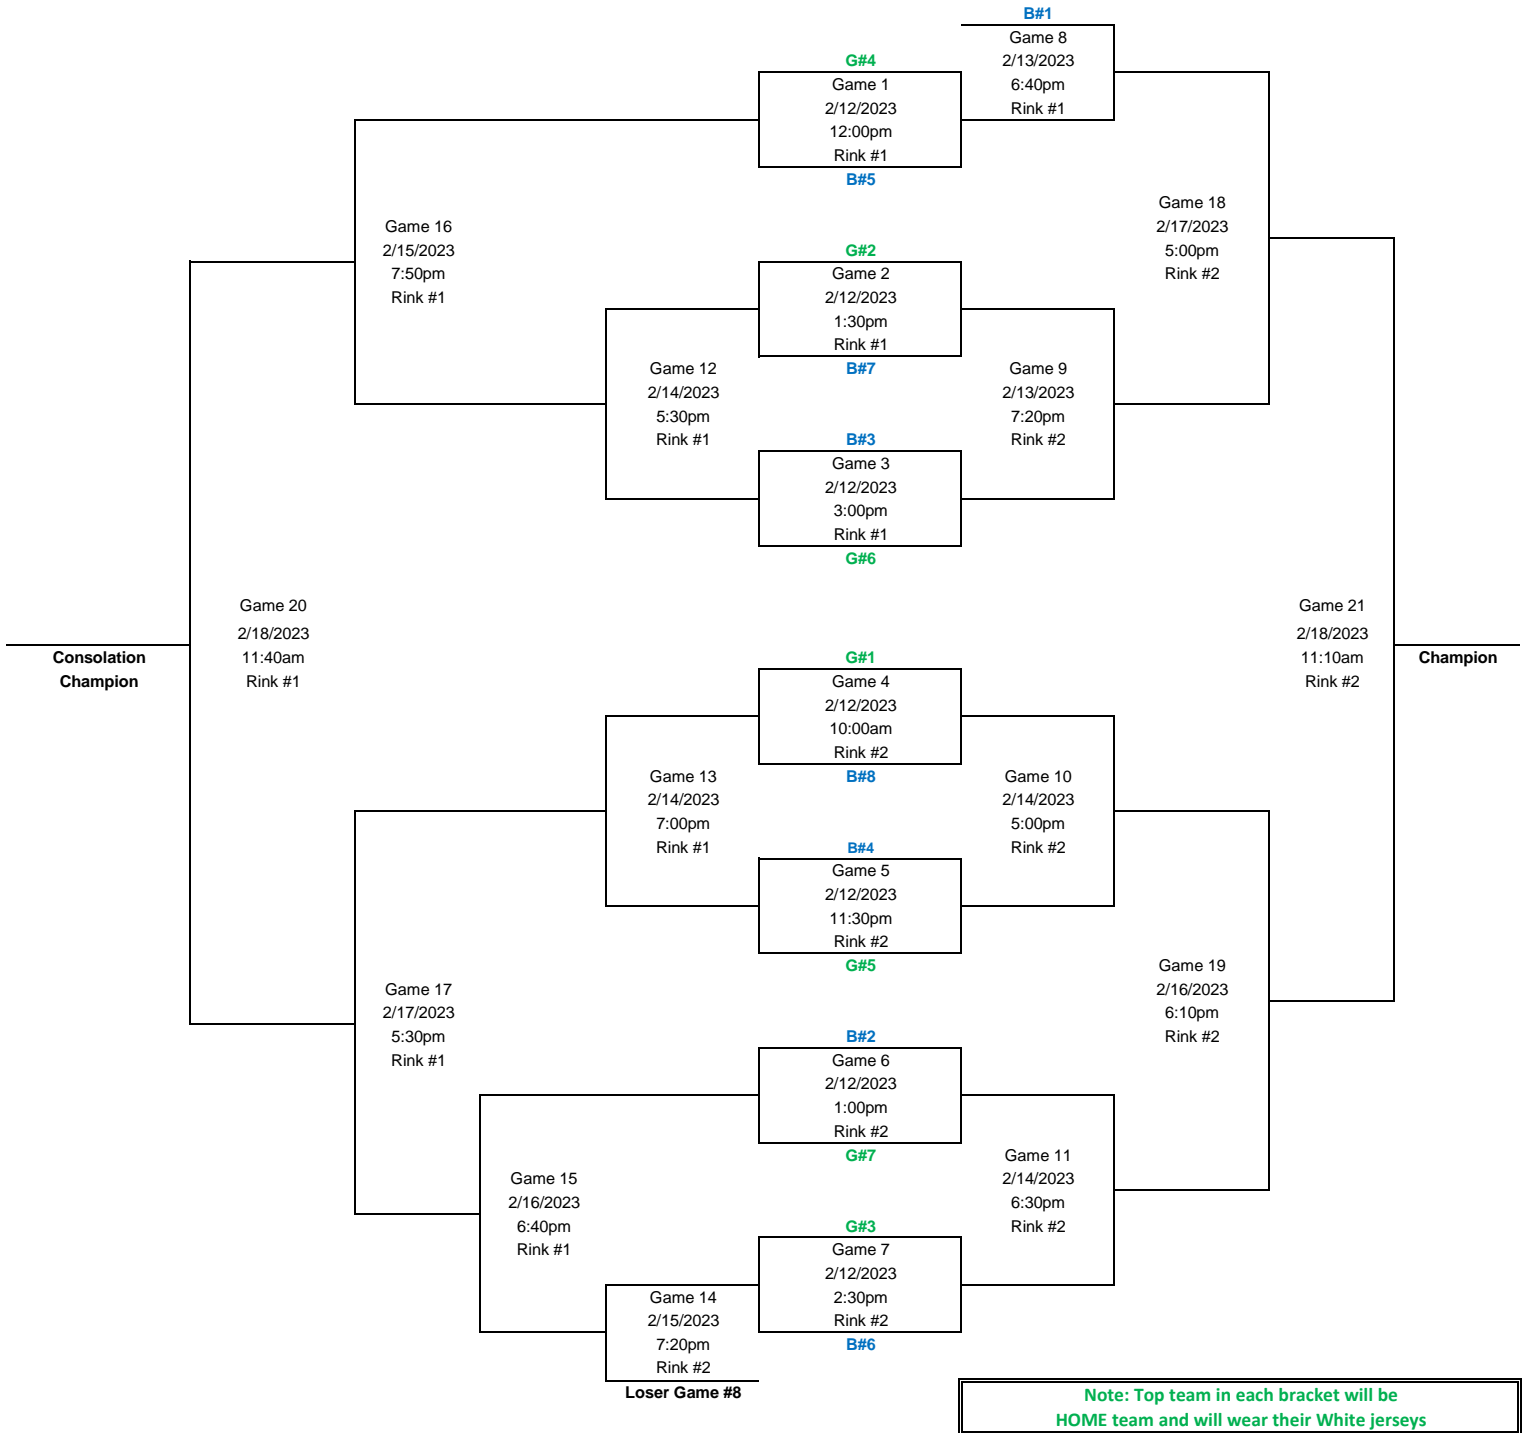 B#1
Game 8
2/13/2023
6:40pm
Rink #1
G#4
Game 1
2/12/2023
12:00pm
Rink #1
B#5
Game 16
2/15/2023
7:50pm
Rink #1
Game 18
2/17/2023
5:00pm
Rink #2
G#2
Game 2
2/12/2023
1:30pm
Rink #1
B#7
Game 12
2/14/2023
5:30pm
Rink #1
Game 9
2/13/2023
7:20pm
Rink #2
B#3
Game 3
2/12/2023
3:00pm
Rink #1
G#6
Game 20
2/18/2023
11:40am
Rink #1
Consolation
Champion
Game 21
2/18/2023
11:10am
Rink #2
Champion
G#1
Game 4
2/12/2023
10:00am
Rink #2
B#8
Game 13
2/14/2023
7:00pm
Rink #1
Game 10
2/14/2023
5:00pm
Rink #2
B#4
Game 5
2/12/2023
11:30pm
Rink #2
G#5
Game 17
2/17/2023
5:30pm
Rink #1
Game 19
2/16/2023
6:10pm
Rink #2
B#2
Game 6
2/12/2023
1:00pm
Rink #2
G#7
Game 15
2/16/2023
6:40pm
Rink #1
Game 11
2/14/2023
6:30pm
Rink #2
G#3
Game 7
2/12/2023
2:30pm
Rink #2
B#6
Game 14
2/15/2023
7:20pm
Rink #2
Loser Game #8
Note: Top team in each bracket will be
HOME team and will wear their White jerseys